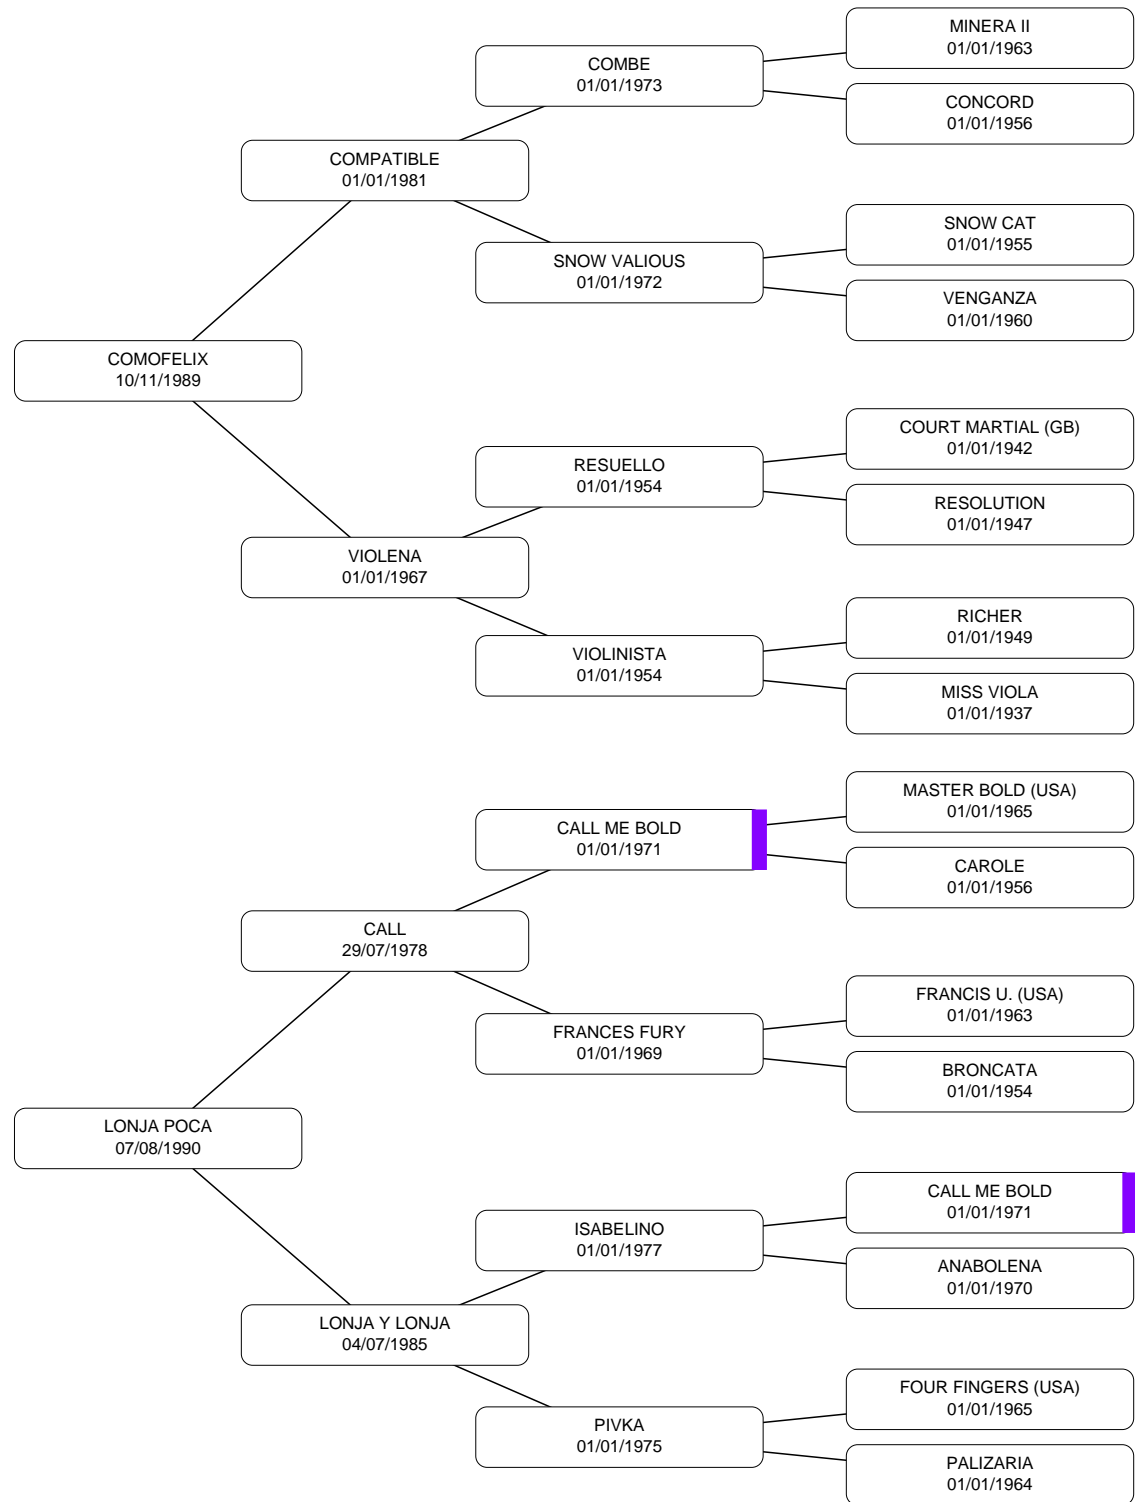 MINERA II
01/01/1963
COMBE
01/01/1973
CONCORD
01/01/1956
COMPATIBLE
01/01/1981
SNOW CAT
01/01/1955
SNOW VALIOUS
01/01/1972
VENGANZA
01/01/1960
COMOFELIX
10/11/1989
COURT MARTIAL (GB)
01/01/1942
RESUELLO
01/01/1954
RESOLUTION
01/01/1947
VIOLENA
01/01/1967
RICHER
01/01/1949
VIOLINISTA
01/01/1954
MISS VIOLA
01/01/1937
MASTER BOLD (USA)
01/01/1965
CALL ME BOLD
01/01/1971
CAROLE
01/01/1956
CALL
29/07/1978
FRANCIS U. (USA)
01/01/1963
FRANCES FURY
01/01/1969
BRONCATA
01/01/1954
LONJA POCA
07/08/1990
CALL ME BOLD
01/01/1971
ISABELINO
01/01/1977
ANABOLENA
01/01/1970
LONJA Y LONJA
04/07/1985
FOUR FINGERS (USA)
01/01/1965
PIVKA
01/01/1975
PALIZARIA
01/01/1964